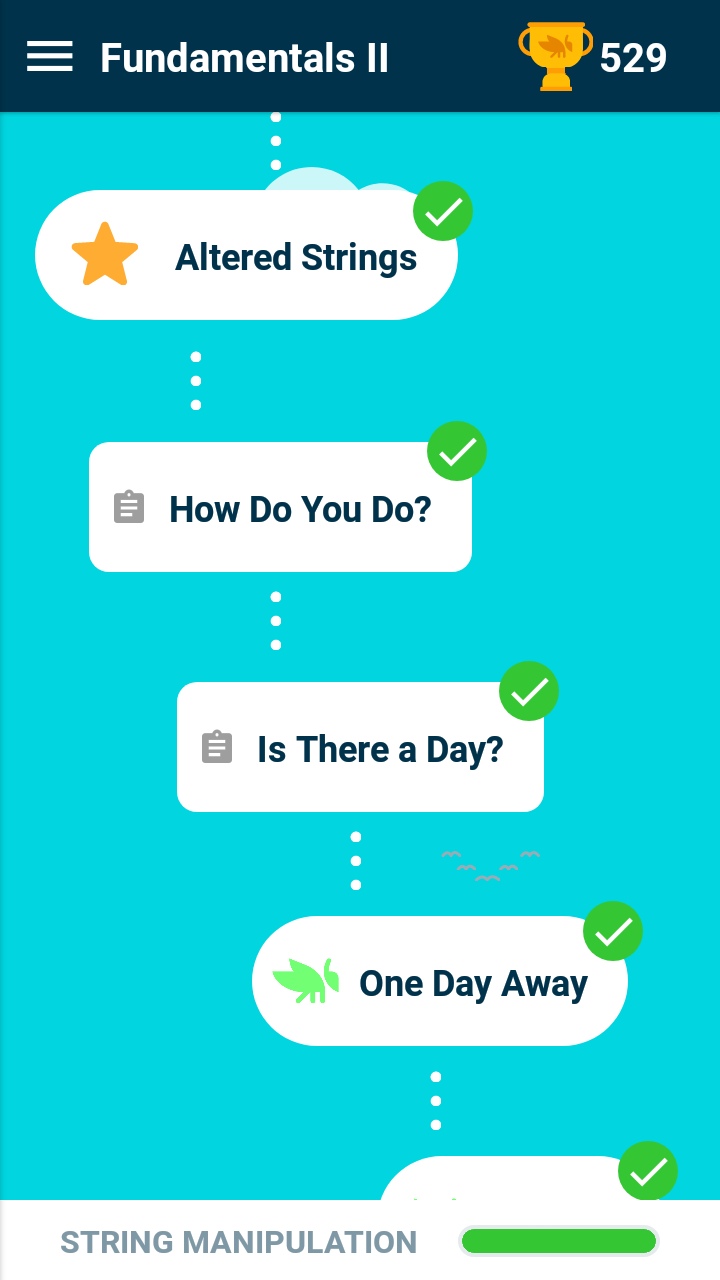 Fundamentals II
529
Altered Strings
How Do You Do?
Is There a Day?
One Day Away
STRING MANIPULATION